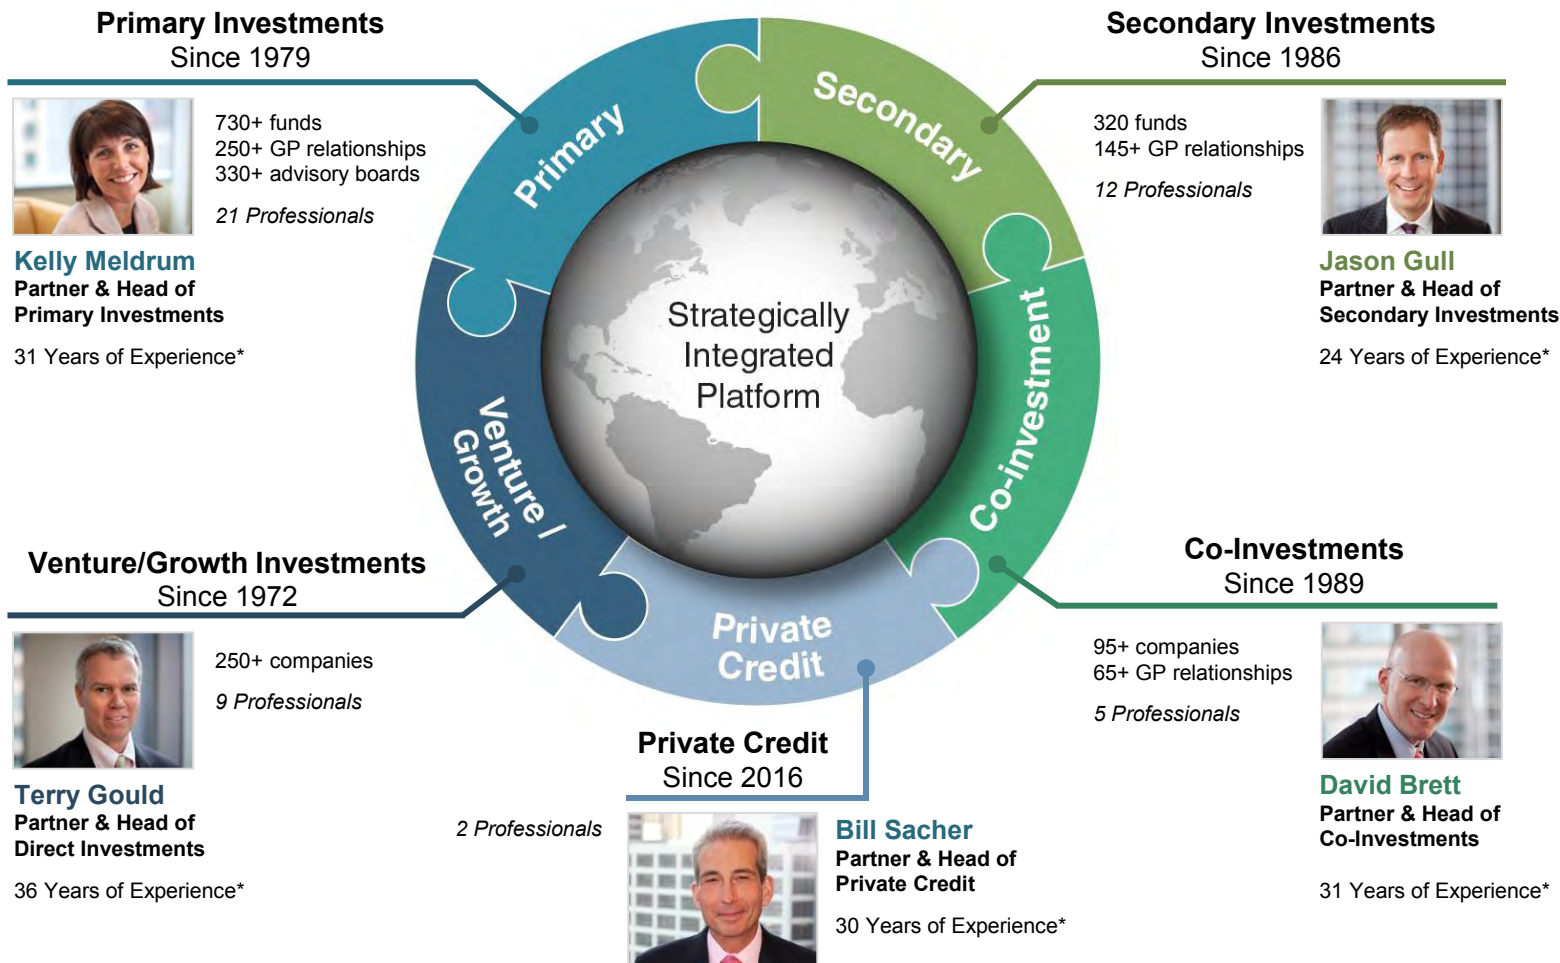 Primary Investments
Since 1979
730+ funds
250+ GP relationships
330+ advisory boards
21 Professionals
Kelly Meldrum
Partner & Head of
Primary Investments
31 Years of Experience*
Secondary Investments
Since 1986
320 funds
145+ GP relationships
12 Professionals
Jason Gull
Partner & Head of
Secondary Investments
24 Years of Experience*
Primary
Secondary
Co-investment
Private
Credit
Venture /
Growth
Strategically
Integrated
Platform
Venture/Growth Investments
Since 1972
250+ companies
9 Professionals
Terry Gould
Partner & Head of
Direct Investments
36 Years of Experience*
Private Credit
Since 2016
2 Professionals
Bill Sacher
Partner & Head of
Private Credit
30 Years of Experience*
Co-Investments
Since 1989
95+ companies
65+ GP relationships
5 Professionals
David Brett
Partner & Head of
Co-Investments
31 Years of Experience*